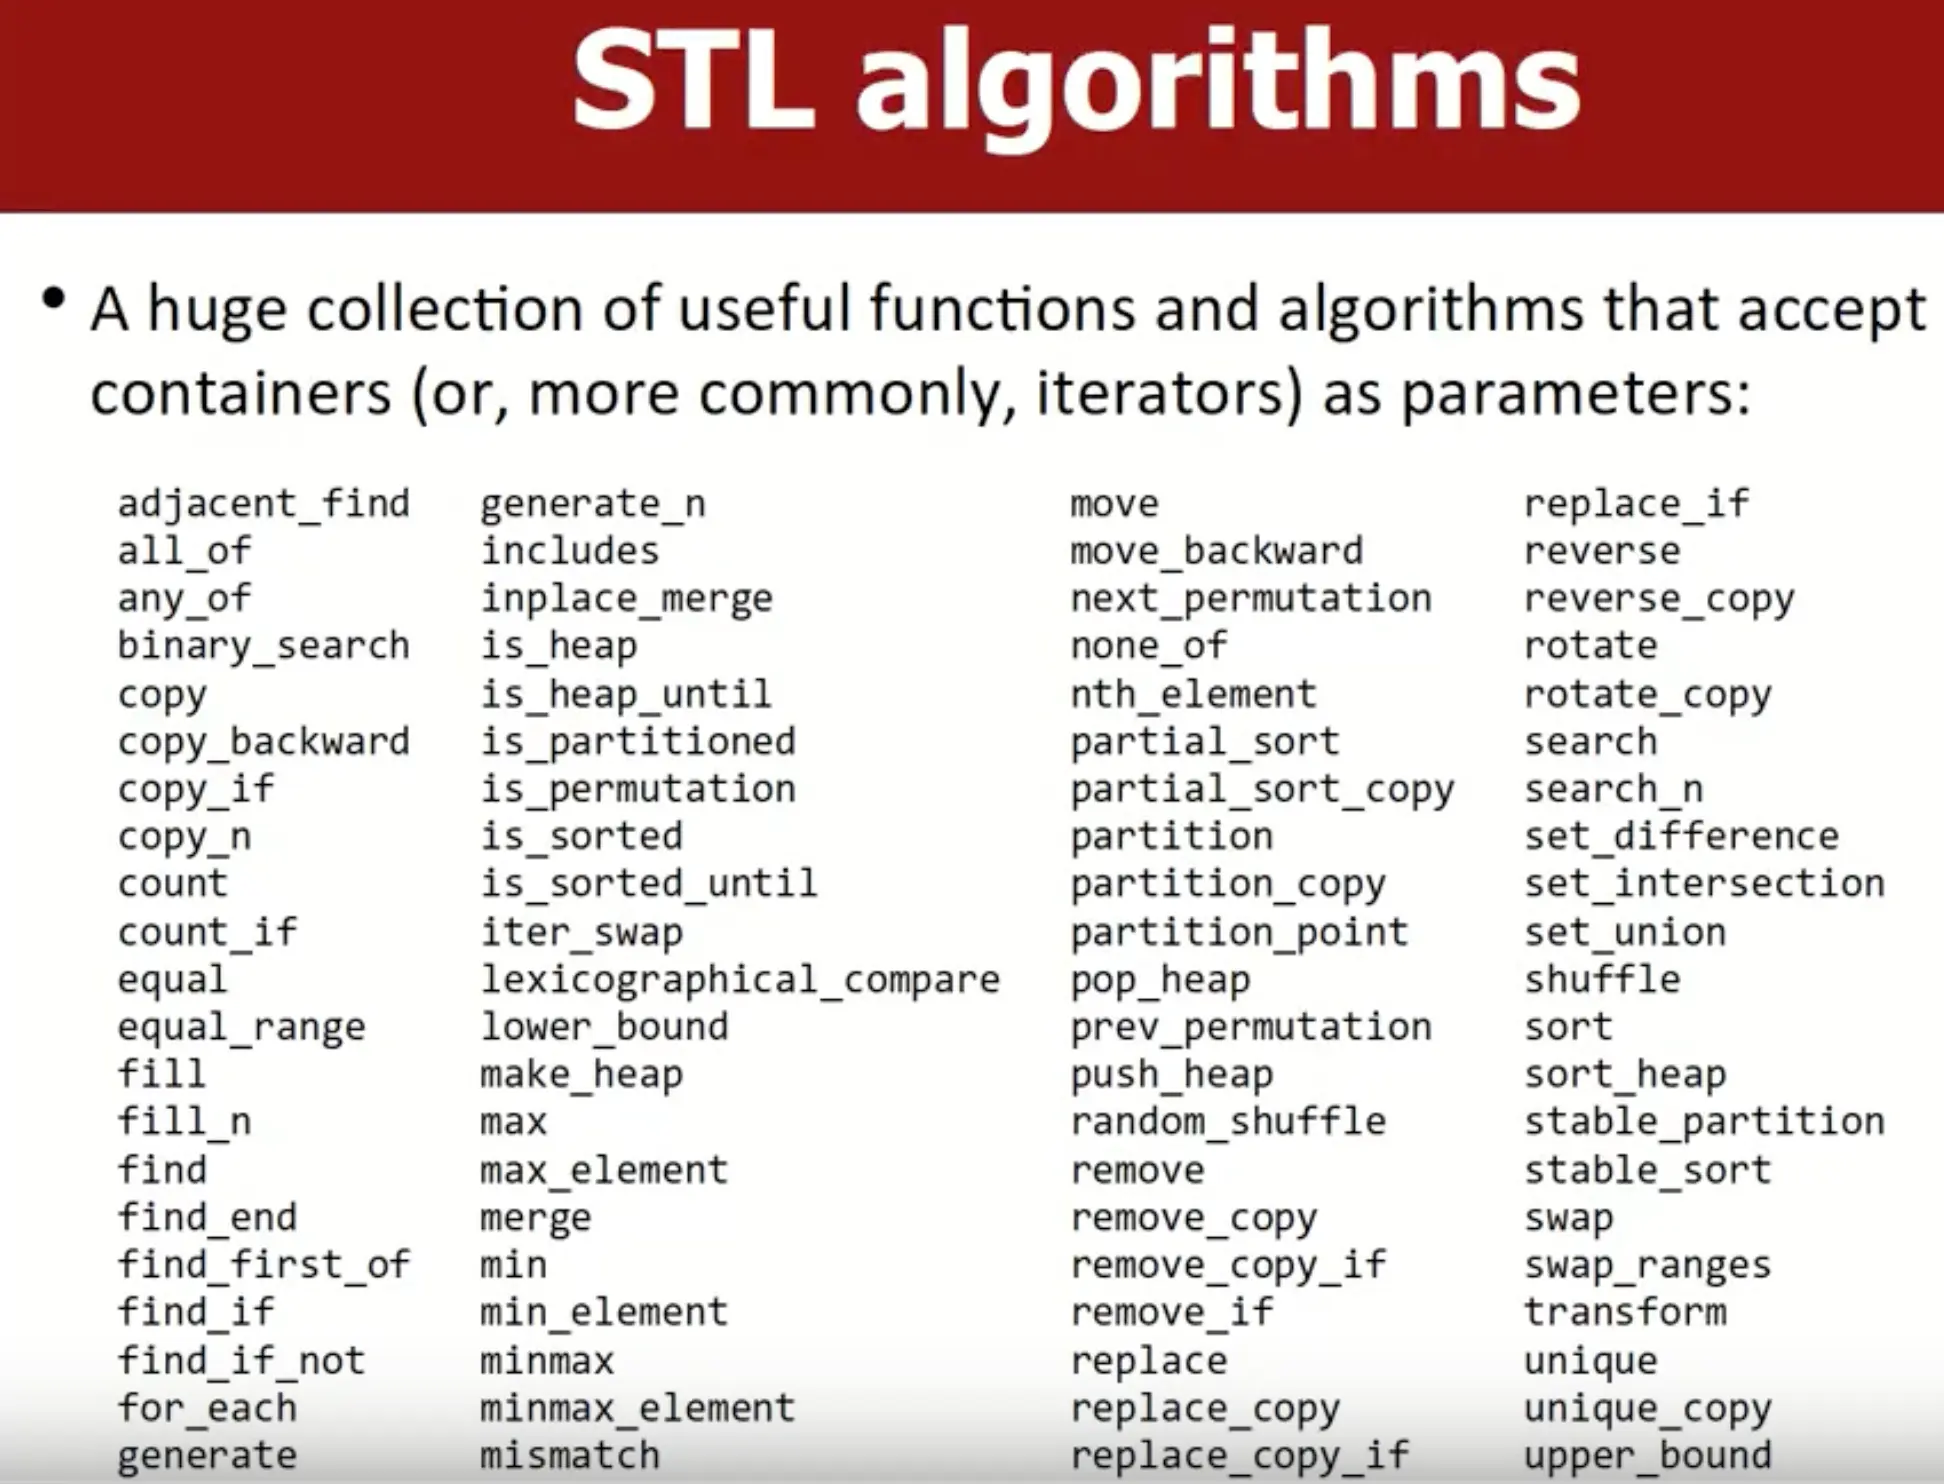 STL algorithms
• A huge collection of useful functions and algorithms that accept
containers (or, more commonly, iterators) as parameters:
adjacent_find
all_of
any_of
binary_search
copy
copy_backward
copy_if
copy_n
count
count_if
equal
equal_range
fill
fill_n
find
find_end
find_first_of
find_if
find_if_not
for_each
generate
generate_n
includes
inplace_merge
is_heap
is_heap_until
is_partitioned
is_permutation
is_sorted
is_sorted_until
iter_swap
lexicographical_compare
lower_bound
make_heap
max
max_element
merge
min
min_element
minmax
minmax_element
mismatch
move
move_backward
next_permutation
none_of
nth_element
partial_sort
partial_sort_copy
partition
partition_copy
partition_point
pop_heap
prev_permutation
push_heap
random_shuffle
remove
remove_copy
remove_copy_if
remove_if
replace
replace_copy
replace_copy_if
replace_if
reverse
reverse_copy
rotate
rotate_copy
search
search_n
set_difference
set_intersection
set_union
shuffle
sort
sort_heap
stable_partition
stable_sort
swap
swap_ranges
transform
unique
unique_copy
upper_bound